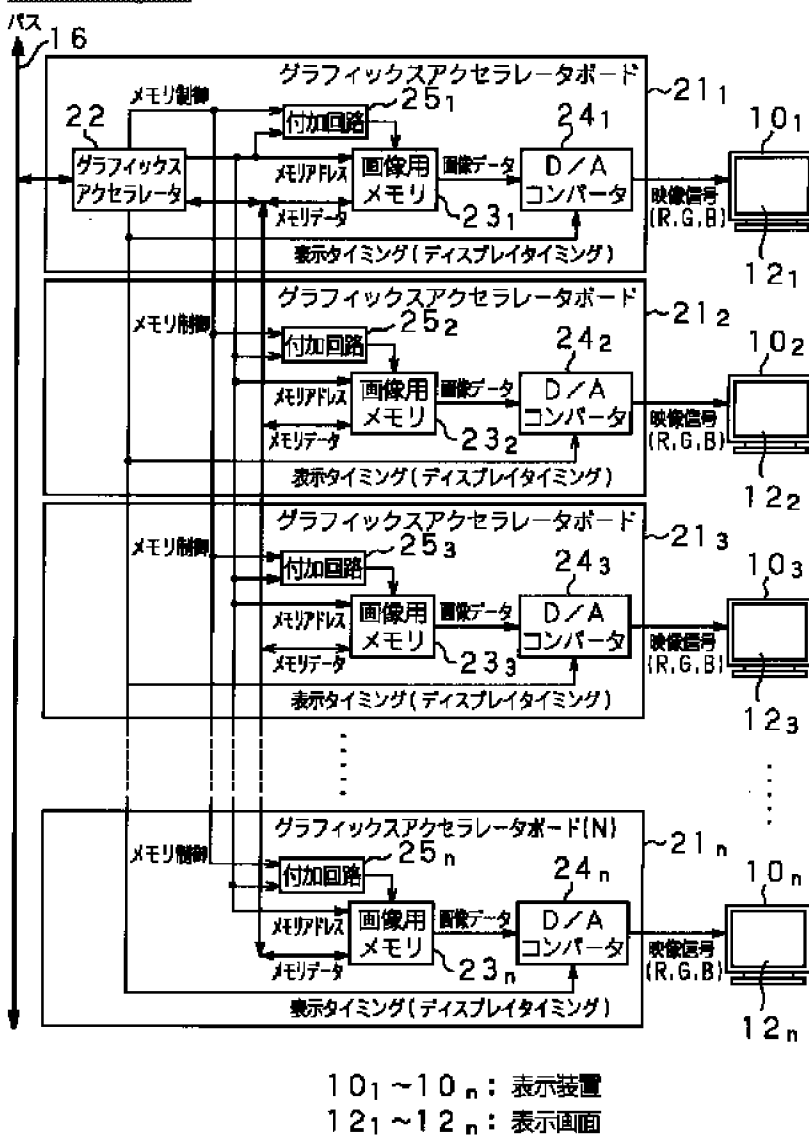 バス
16
グラフィックスアクセラレータボード
メモリ制御
25₁
21₁
22
付加回路
24₁
10₁
グラフィックス
アクセラレータ
メモリアドレス
画像用
メモリ
画像データ
D/A
コンバータ
映像信号
(R,G,B)
メモリデータ
23₁
表示タイミング(ディスプレイタイミング)
12₁
グラフィックスアクセラレータボード
メモリ制御
25₂
21₂
付加回路
24₂
10₂
メモリアドレス
画像用
メモリ
画像データ
D/A
コンバータ
映像信号
(R,G,B)
メモリデータ
23₂
表示タイミング(ディスプレイタイミング)
12₂
グラフィックスアクセラレータボード
メモリ制御
25₃
21₃
付加回路
24₃
10₃
メモリアドレス
画像用
メモリ
画像データ
D/A
コンバータ
映像信号
(R,G,B)
メモリデータ
23₃
表示タイミング(ディスプレイタイミング)
12₃
グラフィックスアクセラレータボード(N)
メモリ制御
25ₙ
21ₙ
付加回路
24ₙ
10ₙ
メモリアドレス
画像用
メモリ
画像データ
D/A
コンバータ
映像信号
(R,G,B)
メモリデータ
23ₙ
表示タイミング(ディスプレイタイミング)
12ₙ
10₁~10ₙ: 表示装置
12₁~12ₙ: 表示画面